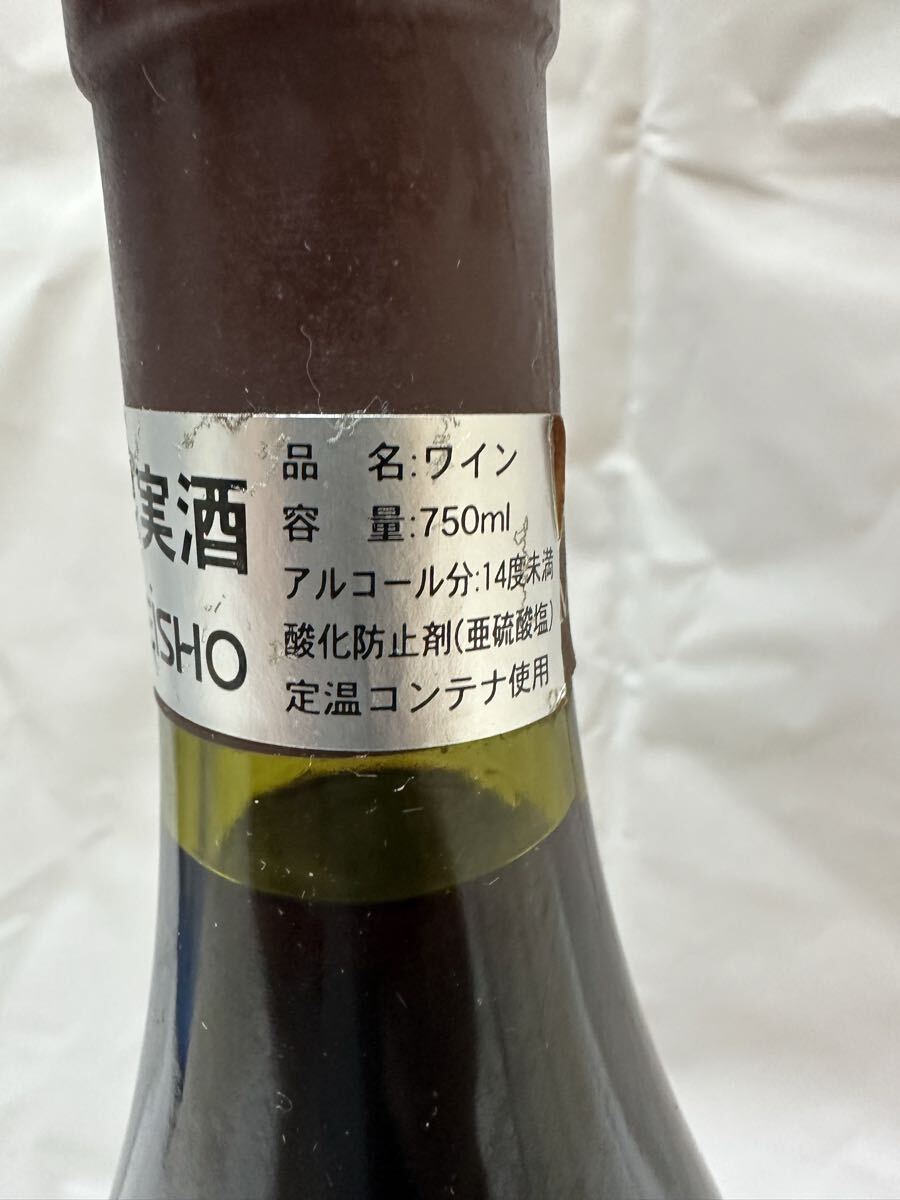 実酒
SHO
品 名:ワイン
容 量:750ml
アルコール分:14度未満
酸化防止剤(亜硫酸塩)
定温コンテナ使用